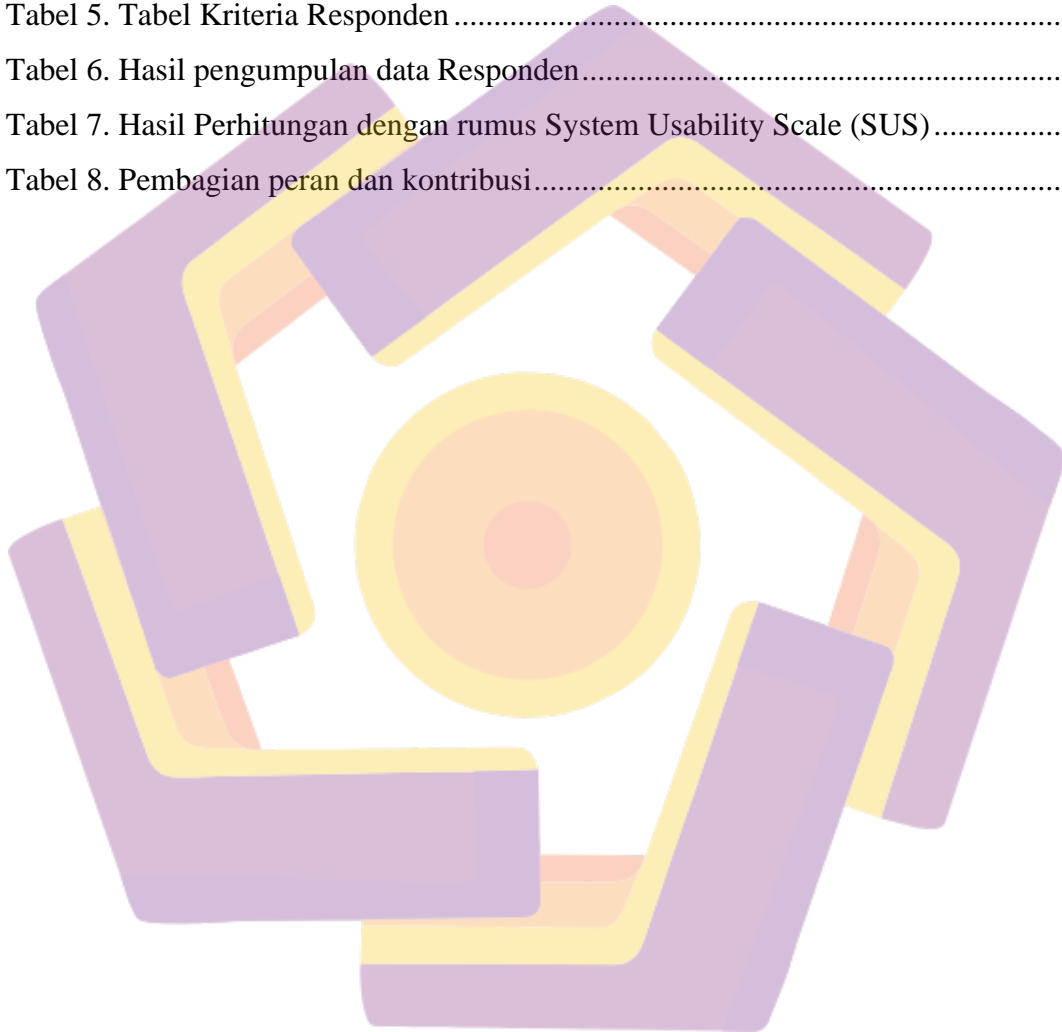 Tabel 5. Tabel Kriteria Responden ..............................................................................
Tabel 6. Hasil pengumpulan data Responden..............................................................
Tabel 7. Hasil Perhitungan dengan rumus System Usability Scale (SUS)................
Tabel 8. Pembagian peran dan kontribusi....................................................................